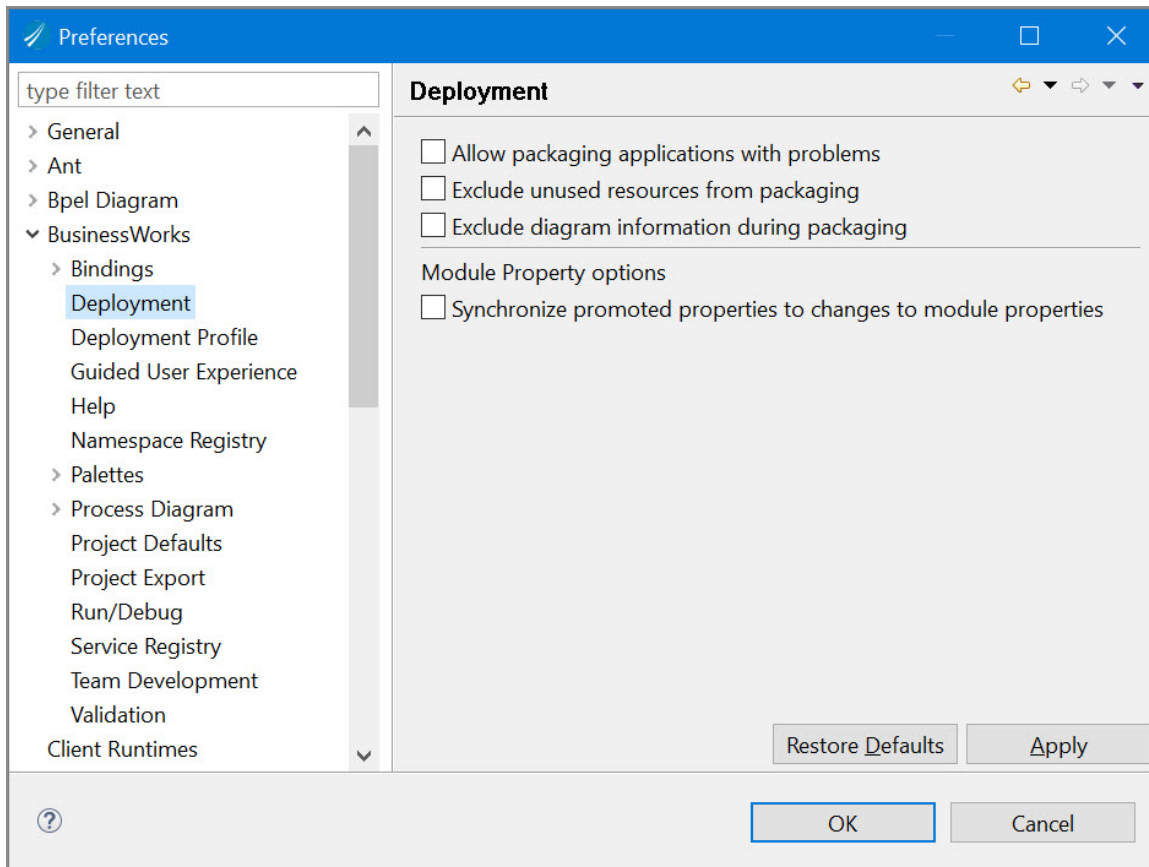 Preferences
type filter text
General
Ant
Bpel Diagram
BusinessWorks
Bindings
Deployment
Deployment Profile
Guided User Experience
Help
Namespace Registry
Palettes
Process Diagram
Project Defaults
Project Export
Run/Debug
Service Registry
Team Development
Validation
Client Runtimes
Deployment
Allow packaging applications with problems
Exclude unused resources from packaging
Exclude diagram information during packaging
Module Property options
Synchronize promoted properties to changes to module properties
Restore Defaults
Apply
?
OK
Cancel